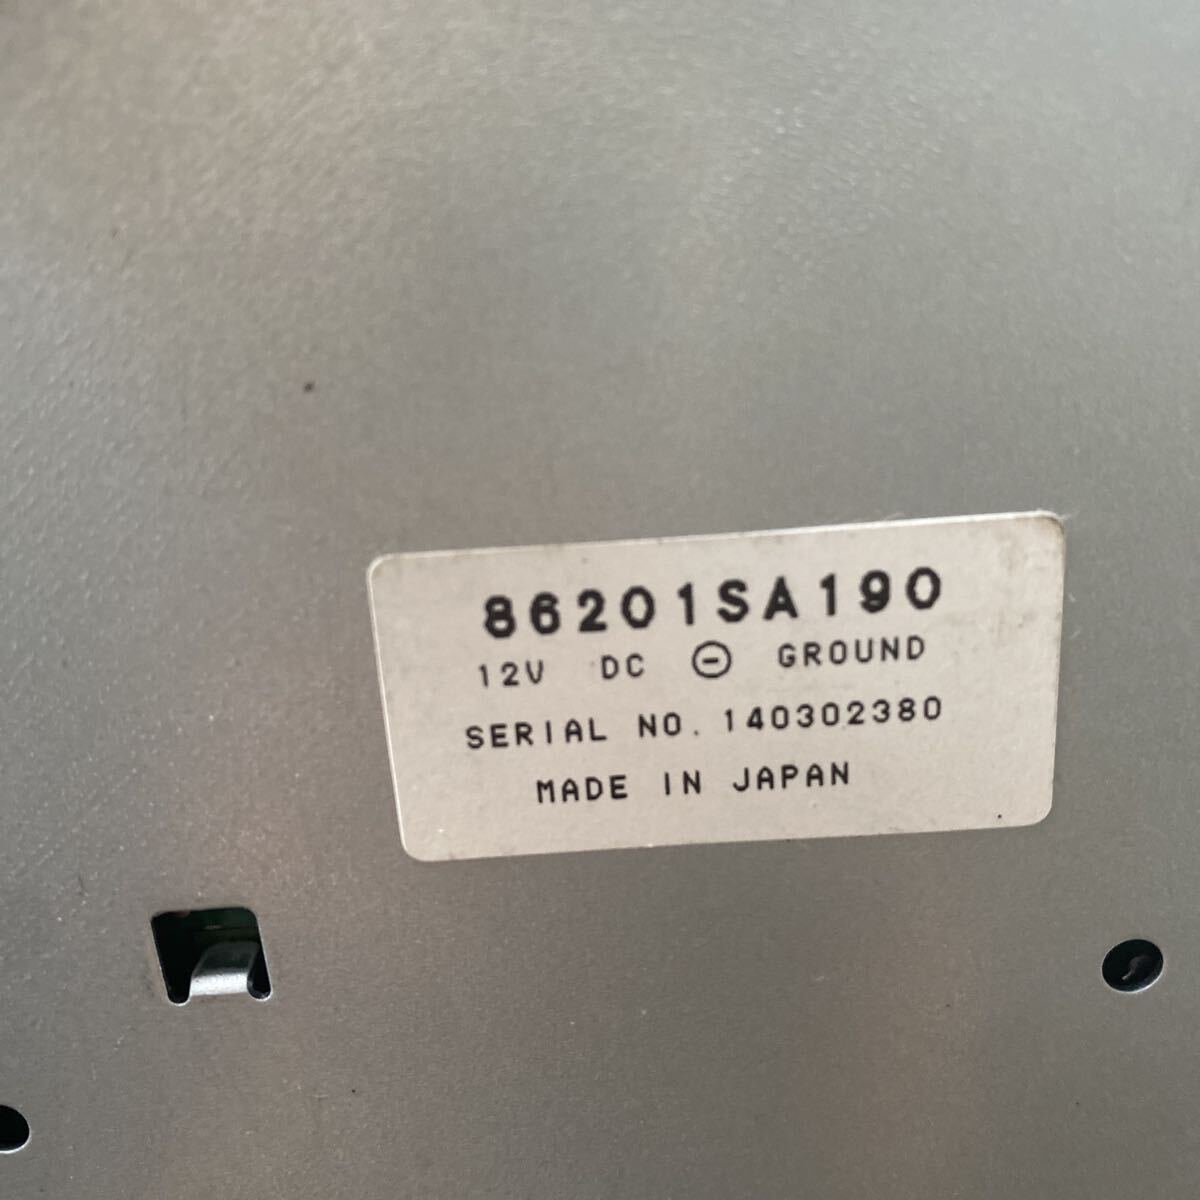 86201SA190
12V DC ⊖ GROUND
SERIAL NO. 140302380
MADE IN JAPAN